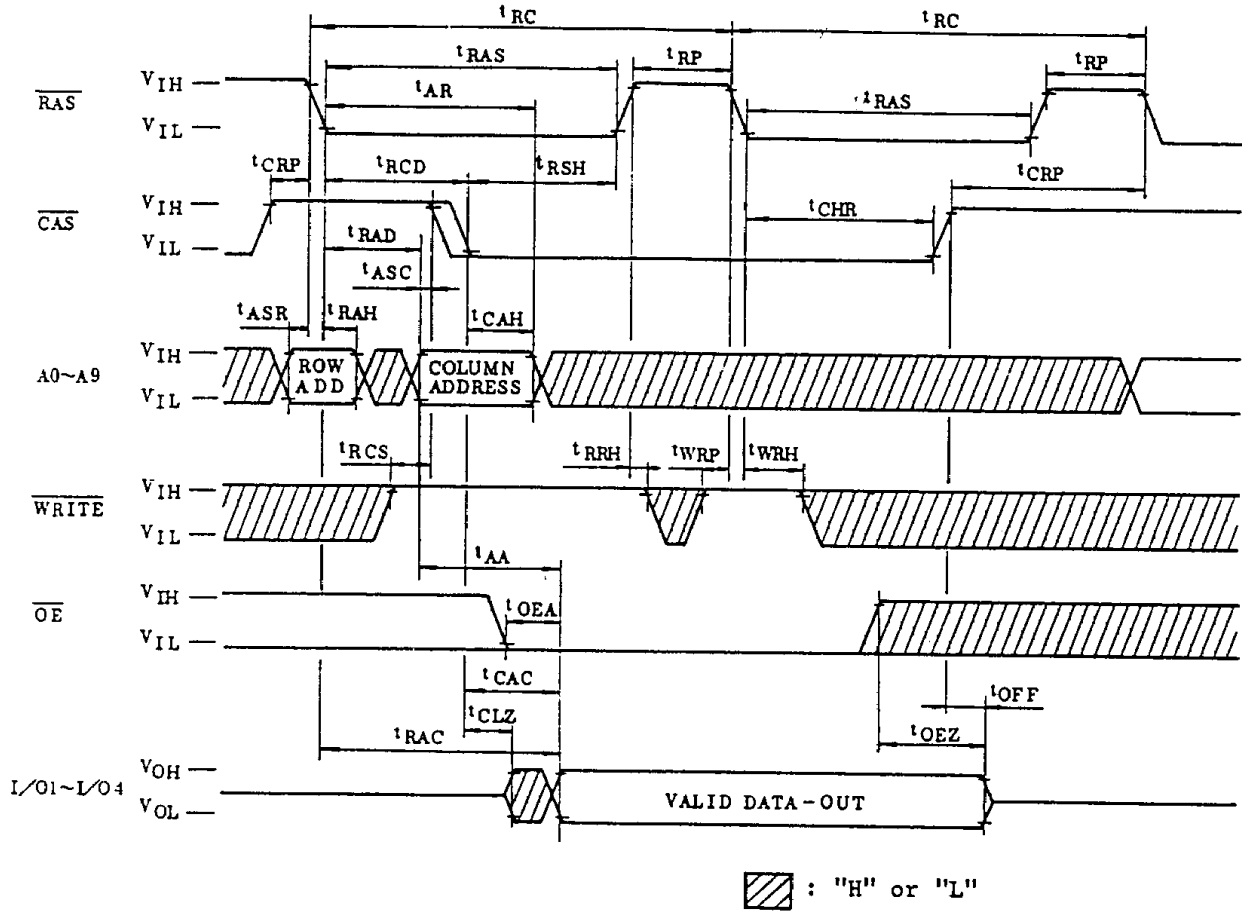 tRC tRC
tRAS tRP tRP
RAS VIH tAR tRAS
VIL
tCRP tRCD tRSH tCRP
CAS VIH tCHR
VIL tRAD
tASC
tASR tRAH tCAH
A0~A9 VIH ROW COLUMN
VIL ADD ADDRESS
tRCS tRRH tWRP tWRH
WRITE VIH
VIL
tAA
OE VIH tOEA
VIL
tCAC tOFF
tCLZ
tRAC tOEZ
I/O1~I/O4 VOH
VOL VALID DATA-OUT
: "H" or "L"